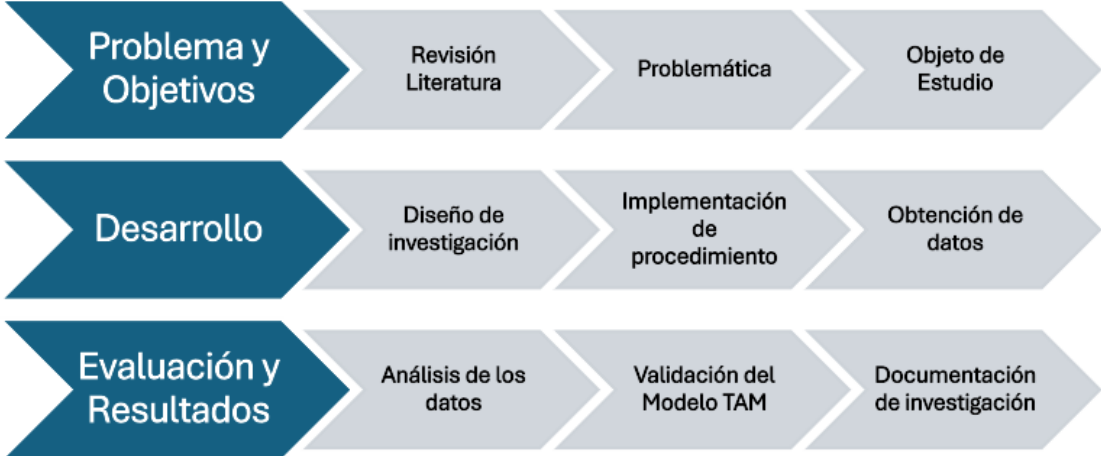 Problema y
Objetivos
Revisión
Literatura
Problemática
Objeto de
Estudio
Desarrollo
Diseño de
investigación
Implementación
de
procedimiento
Obtención de
datos
Evaluación y
Resultados
Análisis de los
datos
Validación del
Modelo TAM
Documentación
de investigación